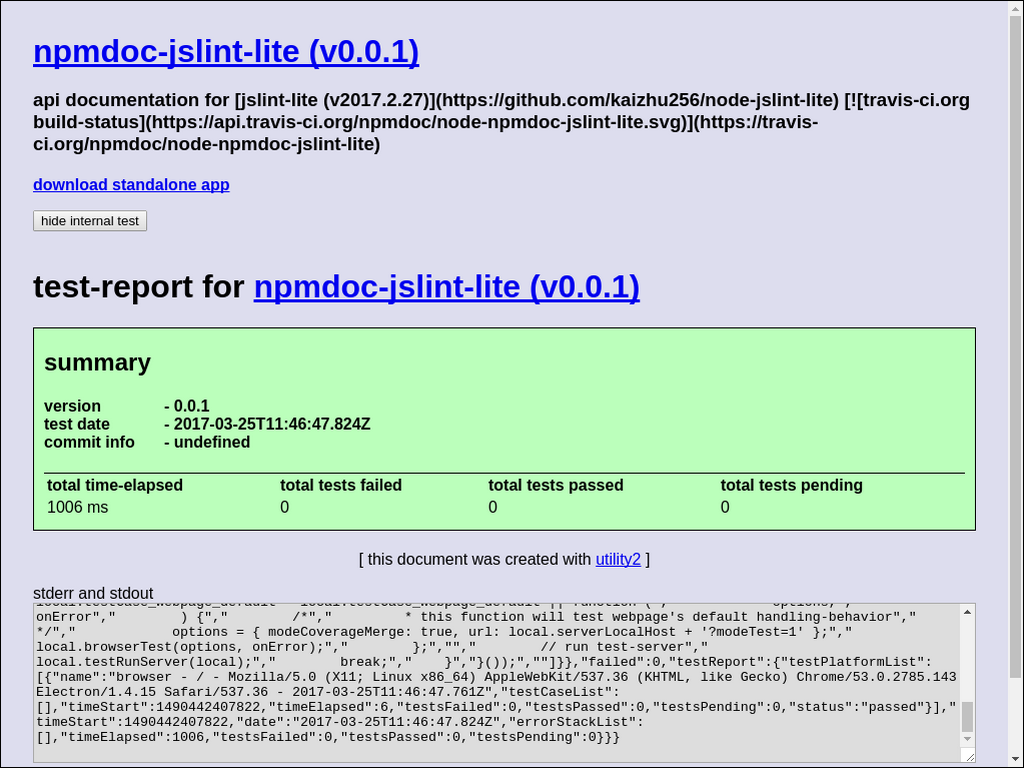 npmdoc-jslint-lite (v0.0.1)
api documentation for [jslint-lite (v2017.2.27)](https://github.com/kaizhu256/node-jslint-lite) [![travis-ci.org
build-status](https://api.travis-ci.org/npmdoc/node-npmdoc-jslint-lite.svg)](https://travis-
ci.org/npmdoc/node-npmdoc-jslint-lite)
download standalone app
hide internal test
test-report for npmdoc-jslint-lite (v0.0.1)
summary
version - 0.0.1
test date - 2017-03-25T11:46:47.824Z
commit info - undefined
total time-elapsed total tests failed total tests passed total tests pending
1006 ms 0 0 0
[ this document was created with utility2 ]
stderr and stdout
local.testCase_webpage_default = local.testCase_webpage_default || function (","            options,","
onError","        ) {","        /*","         * this function will test webpage's default handling-behavior","
*/","            options = { modeCoverageMerge: true, url: local.serverLocalHost + '?modeTest=1' };","
local.browserTest(options, onError);","        };","","        // run test-server","
local.testRunServer(local);","        break;","    }","}());",""]}},"failed":0,"testReport":{"testPlatformList":
[{"name":"browser - / - Mozilla/5.0 (X11; Linux x86_64) AppleWebKit/537.36 (KHTML, like Gecko) Chrome/53.0.2785.143
Electron/1.4.15 Safari/537.36 - 2017-03-25T11:46:47.761Z","testCaseList":
[],"timeStart":1490442407822,"timeElapsed":6,"testsFailed":0,"testsPassed":0,"testsPending":0,"status":"passed"}],"
timeStart":1490442407822,"date":"2017-03-25T11:46:47.824Z","errorStackList":
[],"timeElapsed":1006,"testsFailed":0,"testsPassed":0,"testsPending":0}}}